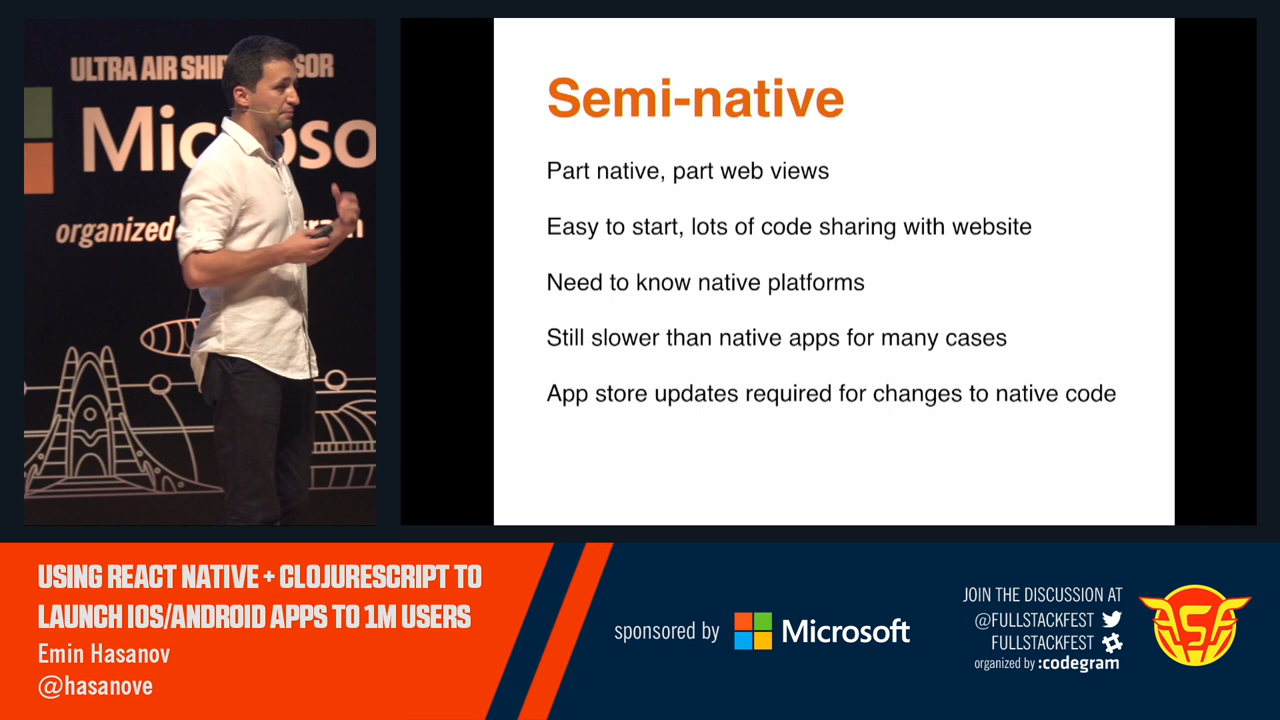 ULTRA AIR SHIP
SOR
Mic
oso
organized
Semi-native
Part native, part web views
Easy to start, lots of code sharing with website
Need to know native platforms
Still slower than native apps for many cases
App store updates required for changes to native code
USING REACT NATIVE + CLOJURESCRIPT TO
LAUNCH IOS/ANDROID APPS TO 1M USERS
Emin Hasanov
@hasanove
sponsored by Microsoft
JOIN THE DISCUSSION AT
@FULLSTACKFEST
FULLSTACKFEST
organized by :codegram
FSF